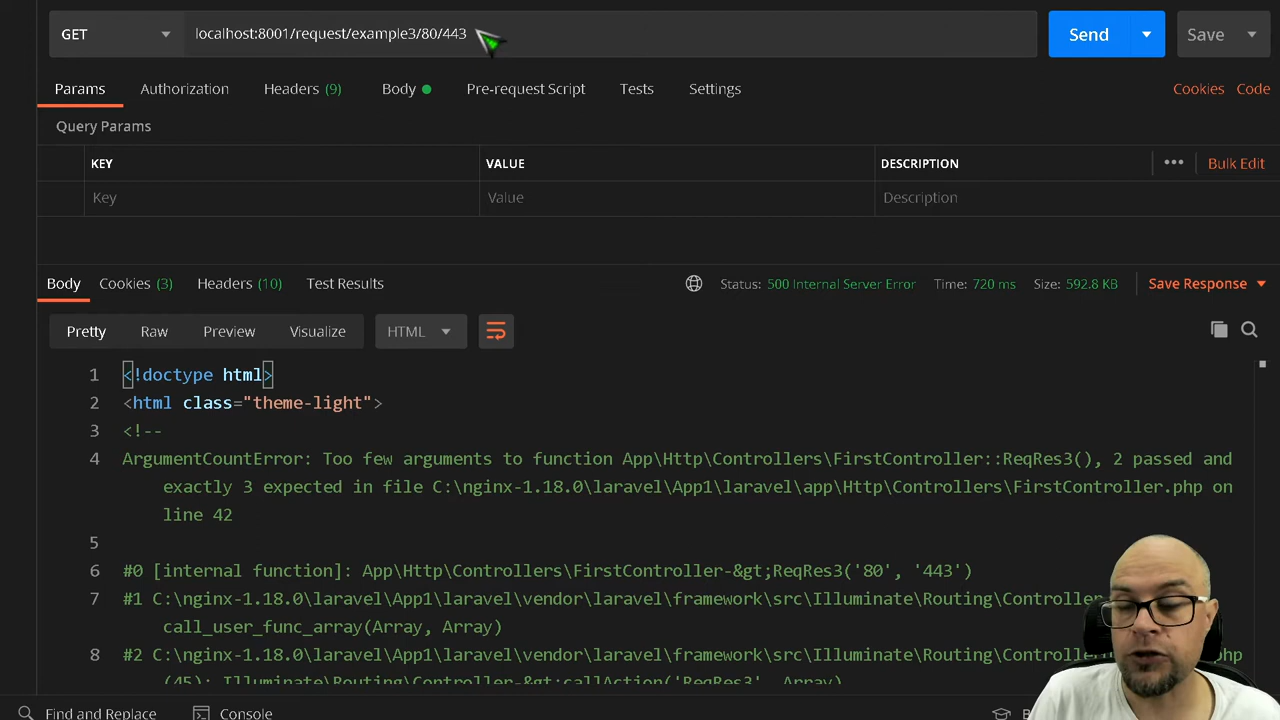 GET localhost:8001/request/example3/80/443 Send Save
Params Authorization Headers (9) Body Pre-request Script Tests Settings Cookies Code
Query Params
KEY VALUE DESCRIPTION ••• Bulk Edit
Key Value Description
Body Cookies (3) Headers (10) Test Results Status: 500 Internal Server Error Time: 720 ms Size: 592.8 KB Save Response
Pretty Raw Preview Visualize HTML
1 <!doctype html>
2 <html class="theme-light">
3 <!--
4 ArgumentCountError: Too few arguments to function App\Http\Controllers\FirstController::ReqRes3(), 2 passed and
exactly 3 expected in file C:\nginx-1.18.0\laravel\App1\laravel\app\Http\Controllers\FirstController.php on
line 42
5
6 #0 [internal function]: App\Http\Controllers\FirstController-&gt;ReqRes3('80', '443')
7 #1 C:\nginx-1.18.0\laravel\App1\laravel\vendor\laravel\framework\src\Illuminate\Routing\Controller.
call_user_func_array(Array, Array)
8 #2 C:\nginx-1.18.0\laravel\App1\laravel\vendor\laravel\framework\src\Illuminate\Routing\
(45): Illuminate\Routing\Controller-&gt;callAction('ReqRes3', Array)
Find and Replace Console